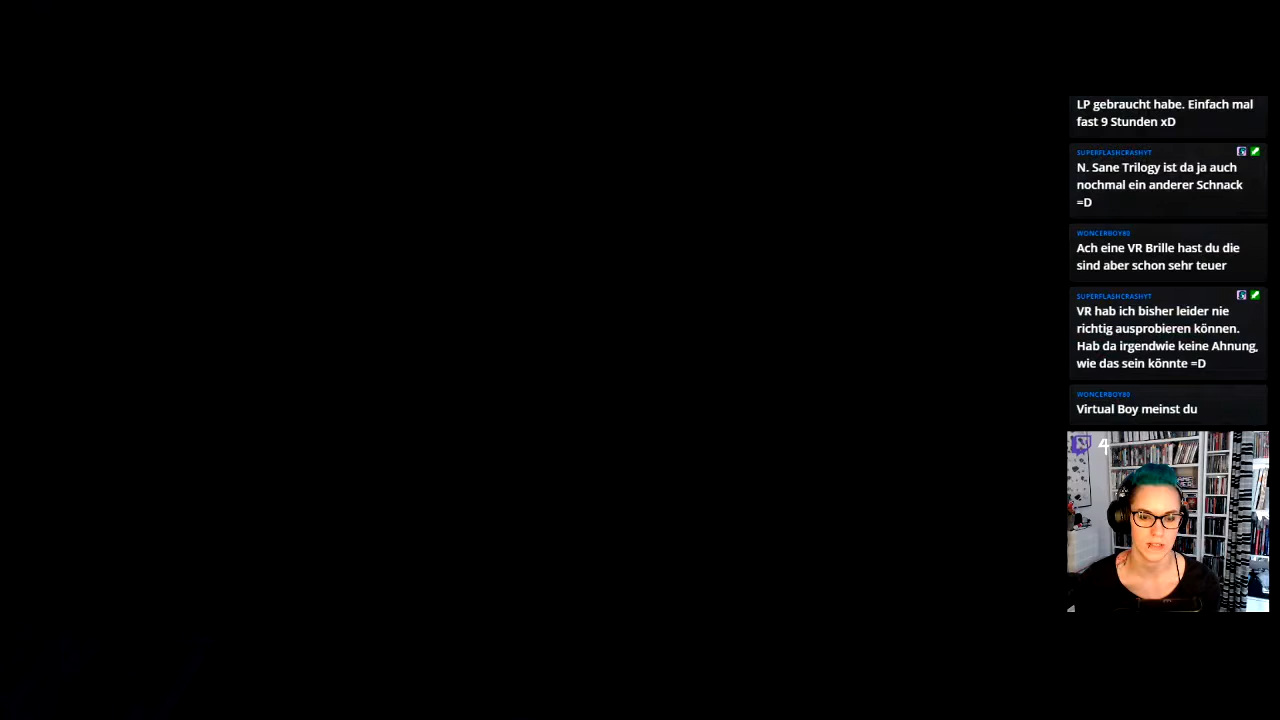 LP gebraucht habe. Einfach mal
fast 9 Stunden xD
SUPERFLASHCRASHYT
N. Sane Trilogy ist da ja auch
nochmal ein anderer Schnack
=D
WONCERBOY80
Ach eine VR Brille hast du die
sind aber schon sehr teuer
SUPERFLASHCRASHYT
VR hab ich bisher leider nie
richtig ausprobieren können.
Hab da irgendwie keine Ahnung,
wie das sein könnte =D
WONCERBOY80
Virtual Boy meinst du
4